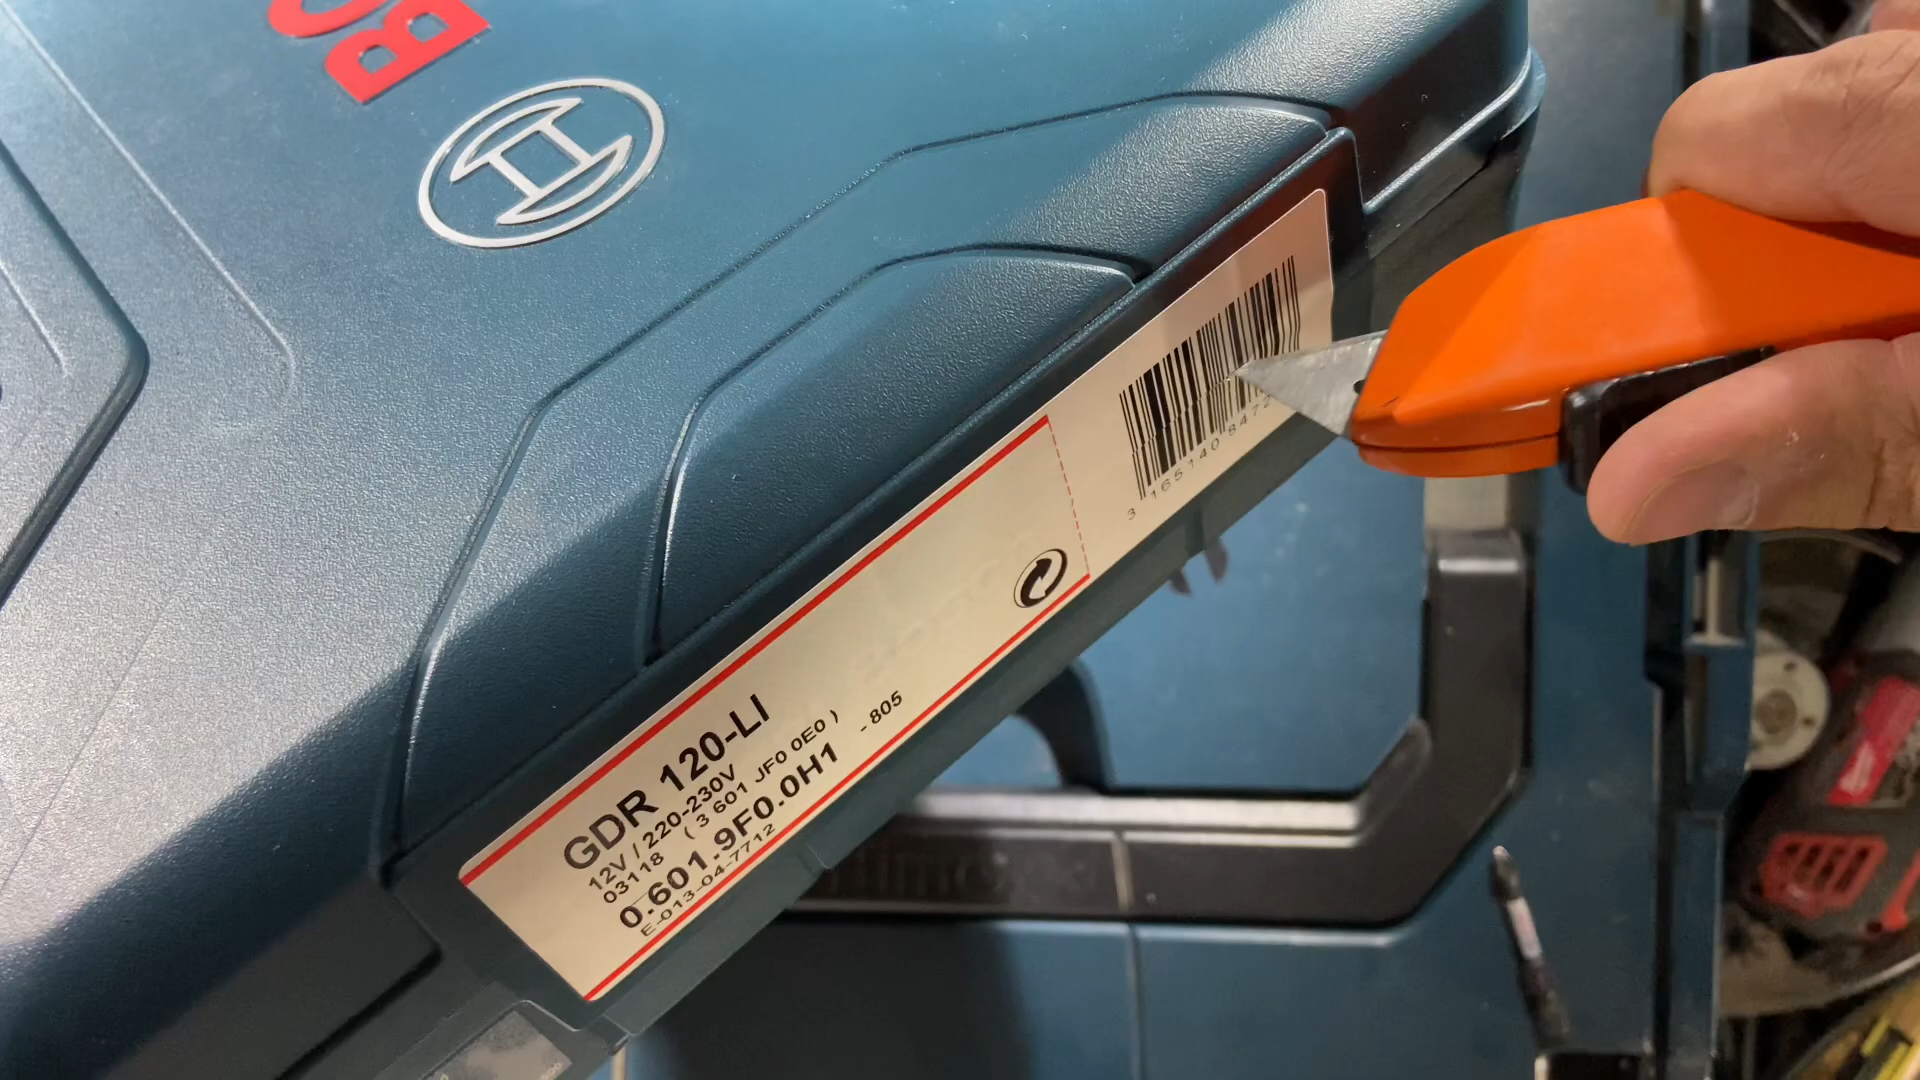 BO
GDR 120-LI
12V / 220-230V
03118 ( 3 601 JF0 0E0 )
0.601.9F0.0H1 - 805
E-013-04-7712
3 165140 8472